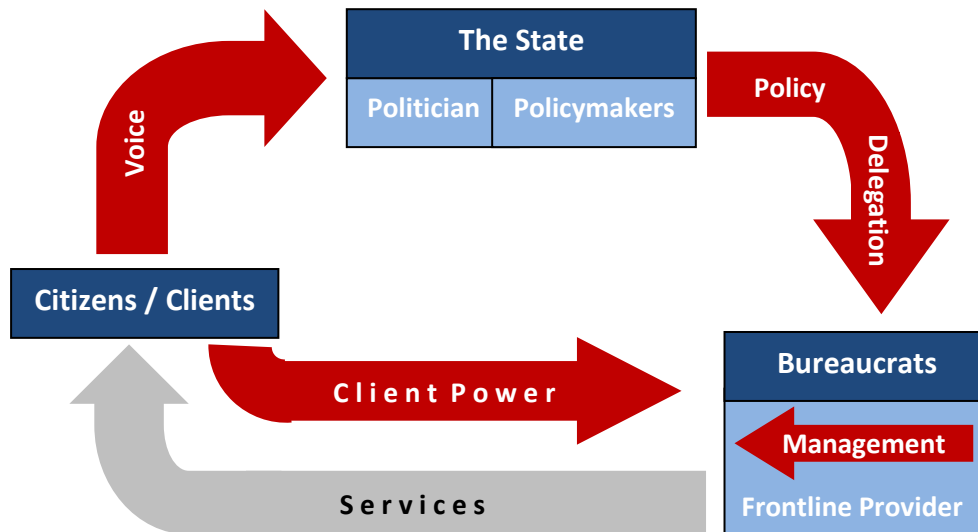 The State
Politician
Policymakers
Policy
Delegation
Voice
Citizens / Clients
Client Power
Bureaucrats
Management
Frontline Provider
Services